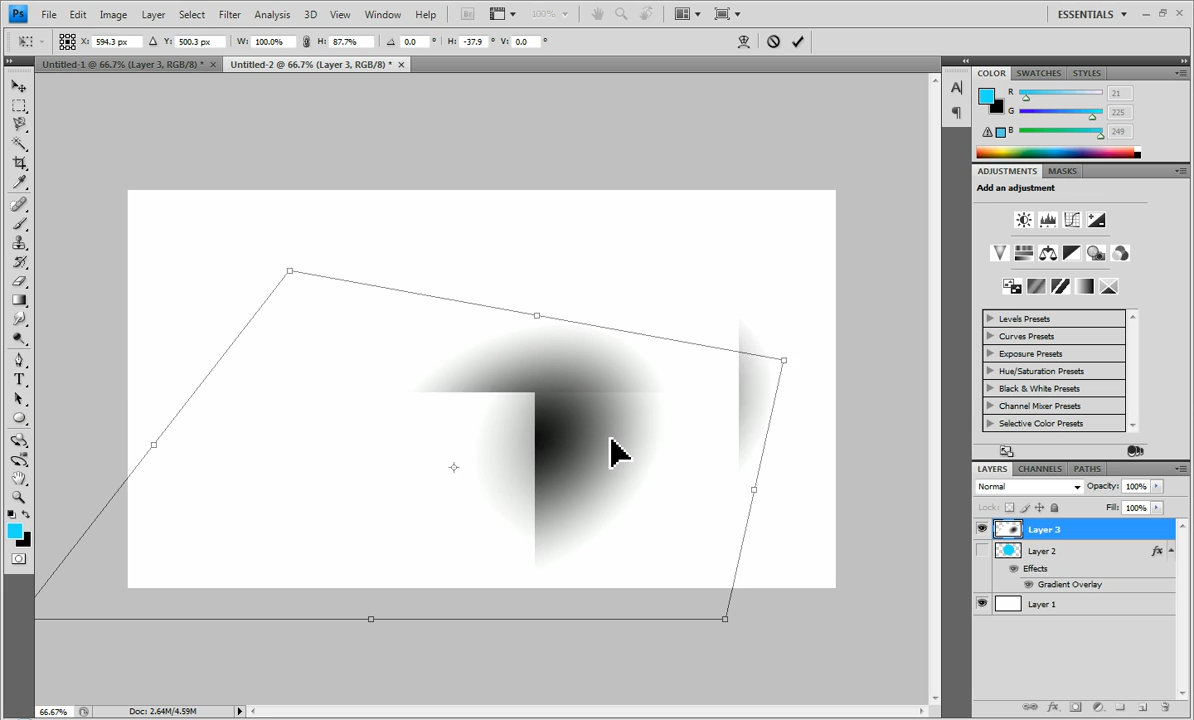 Ps File Edit Image Layer Select Filter Analysis 3D View Window Help Br 100% ESSENTIALS
X: 594.3 px Y: 500.3 px W: 100.0% H: 87.7% 0.0 ° H: -37.9 ° V: 0.0 °
Untitled-1 @ 66.7% (Layer 3, RGB/8) * Untitled-2 @ 66.7% (Layer 3, RGB/8) *
COLOR SWATCHES STYLES
R 21
G 225
B 249
ADJUSTMENTS MASKS
Add an adjustment
Levels Presets
Curves Presets
Exposure Presets
Hue/Saturation Presets
Black & White Presets
Channel Mixer Presets
Selective Color Presets
LAYERS CHANNELS PATHS
Normal Opacity: 100%
Lock: Fill: 100%
Layer 3
Layer 2 fx
Effects
Gradient Overlay
Layer 1
66.67% Doc: 2.64M/4.59M